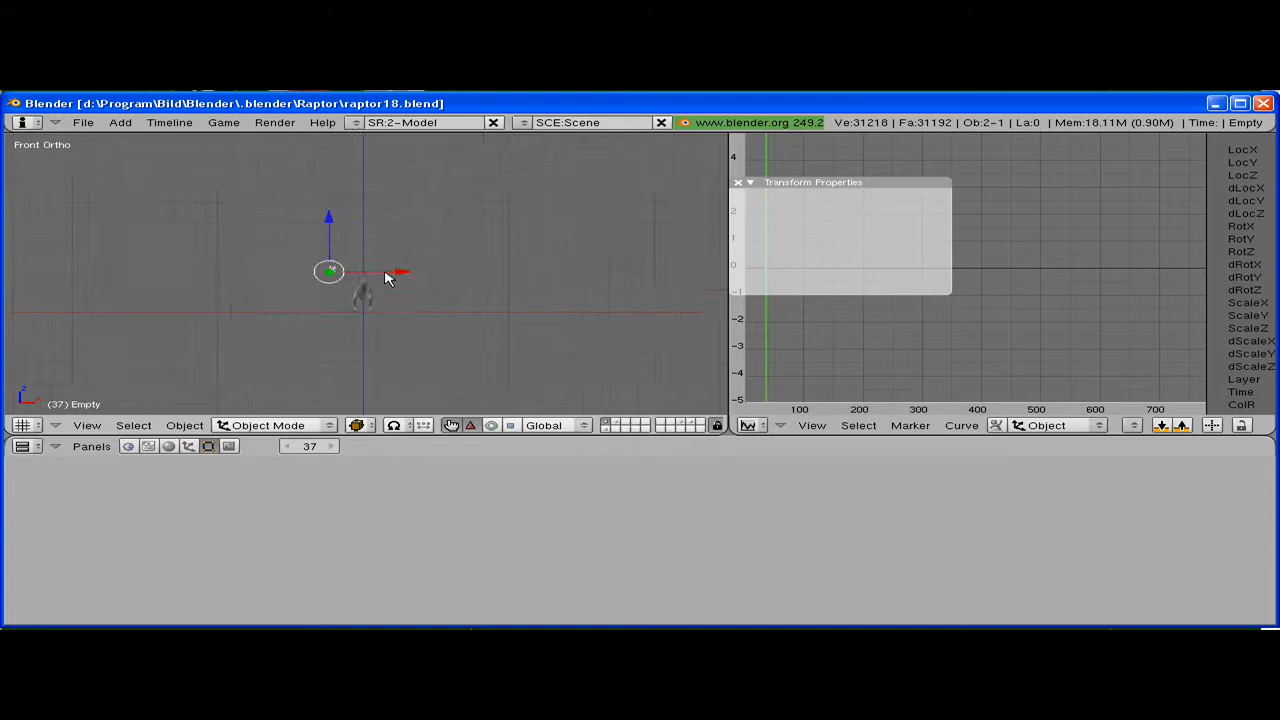 Blender [d:\Program\Bild\Blender\.blender\Raptor\raptor18.blend]
File Add Timeline Game Render Help SR:2-Model SCE:Scene www.blender.org 249.2 Ve:31218 | Fa:31192 | Ob:2-1 | La:0 | Mem:18.11M (0.90M) | Time: | Empty
Front Ortho
(37) Empty
z
View Select Object Object Mode Global
4
2
1
0
-1
-2
-3
-4
-5
Transform Properties
100 200 300 400 500 600 700
View Select Marker Curve Object
LocX
LocY
LocZ
dLocX
dLocY
dLocZ
RotX
RotY
RotZ
dRotX
dRotY
dRotZ
ScaleX
ScaleY
ScaleZ
dScaleX
dScaleY
dScaleZ
Layer
Time
ColR
Panels 37